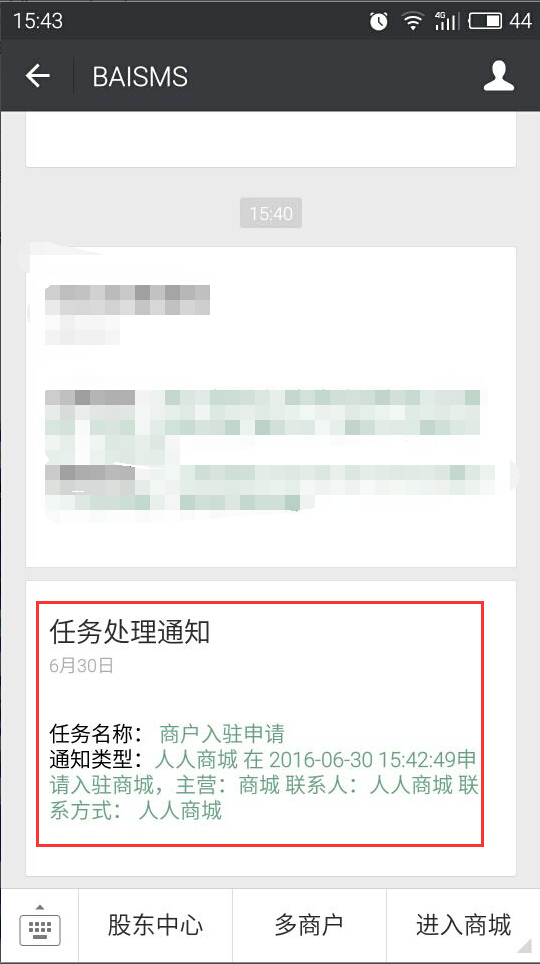 15:43
4G
44
BAISMS
15:40
任务处理通知
6月30日
任务名称： 商户入驻申请
通知类型：人人商城 在 2016-06-30 15:42:49申
请入驻商城，主营：商城 联系人：人人商城 联
系方式： 人人商城
股东中心
多商户
进入商城